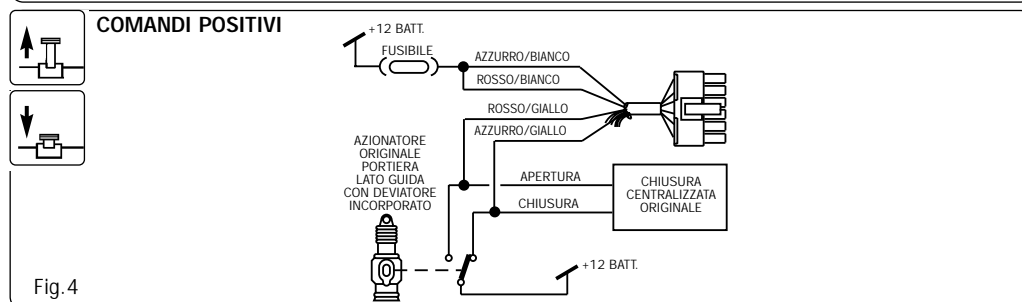 COMANDI POSITIVI
+12 BATT.
FUSIBILE
AZZURRO/BIANCO
ROSSO/BIANCO
ROSSO/GIALLO
AZZURRO/GIALLO
AZIONATORE
ORIGINALE
PORTIERA
LATO GUIDA
CON DEVIATORE
INCORPORATO
APERTURA
CHIUSURA
CHIUSURA
CENTRALIZZATA
ORIGINALE
+12 BATT.
Fig.4